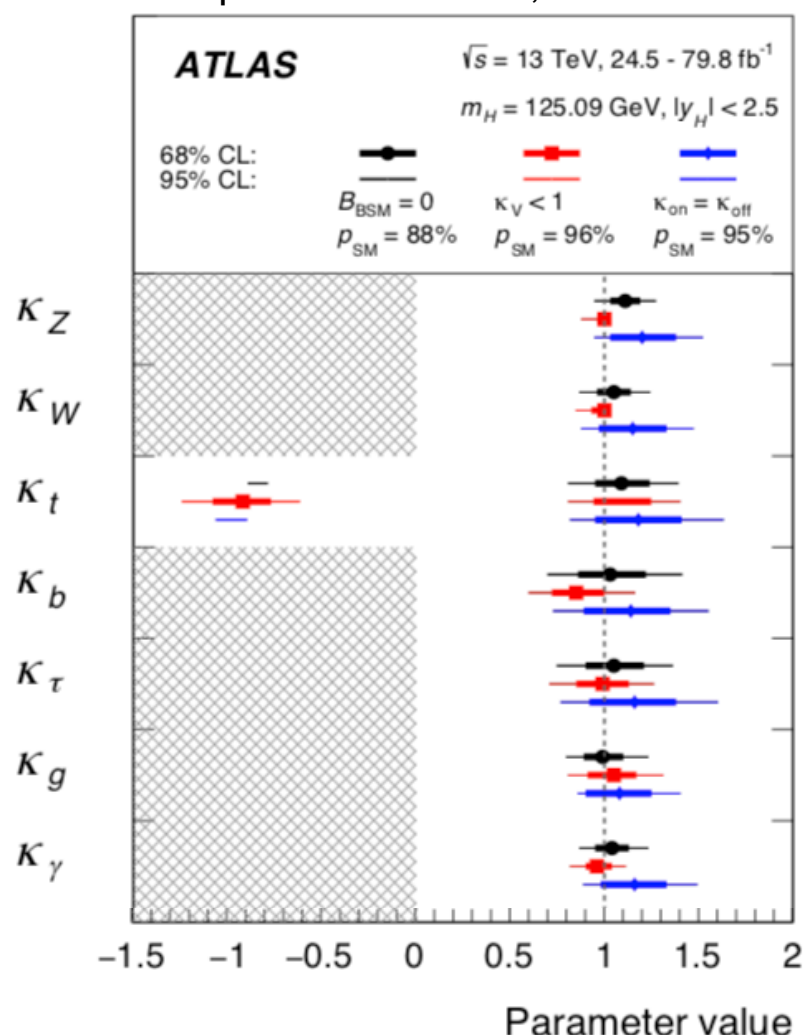 ATLAS
√s = 13 TeV, 24.5 - 79.8 fb⁻¹
m_H = 125.09 GeV, |y_H| < 2.5
68% CL:
95% CL:
B_BSM = 0 κ_V < 1 κ_on = κ_off
p_SM = 88% p_SM = 96% p_SM = 95%
κ_Z
κ_W
κ_t
κ_b
κ_τ
κ_g
κ_γ
−1.5 −1 −0.5 0 0.5 1 1.5 2
Parameter value